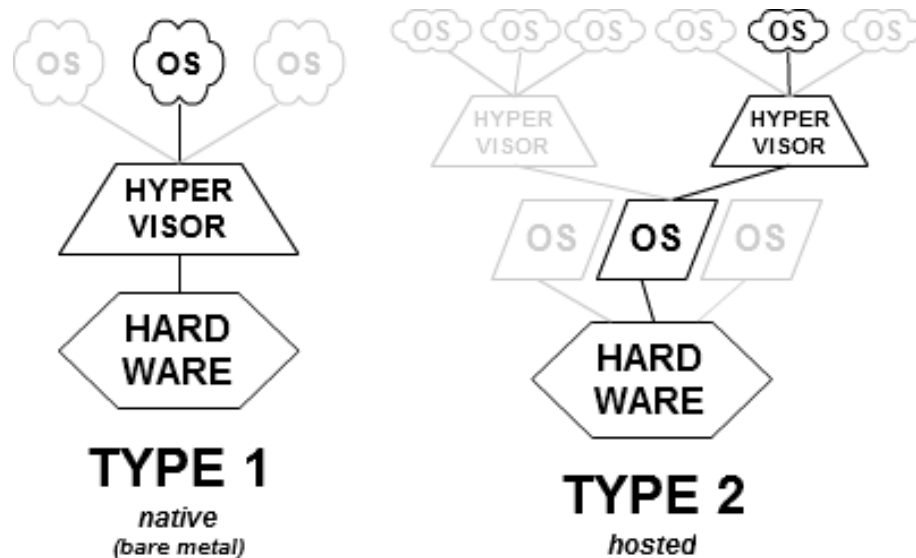 OS OS OS
HYPER
VISOR
HARD
WARE
TYPE 1
native
(bare metal)
OS OS OS OS OS OS
HYPER
VISOR
HYPER
VISOR
OS OS OS
HARD
WARE
TYPE 2
hosted